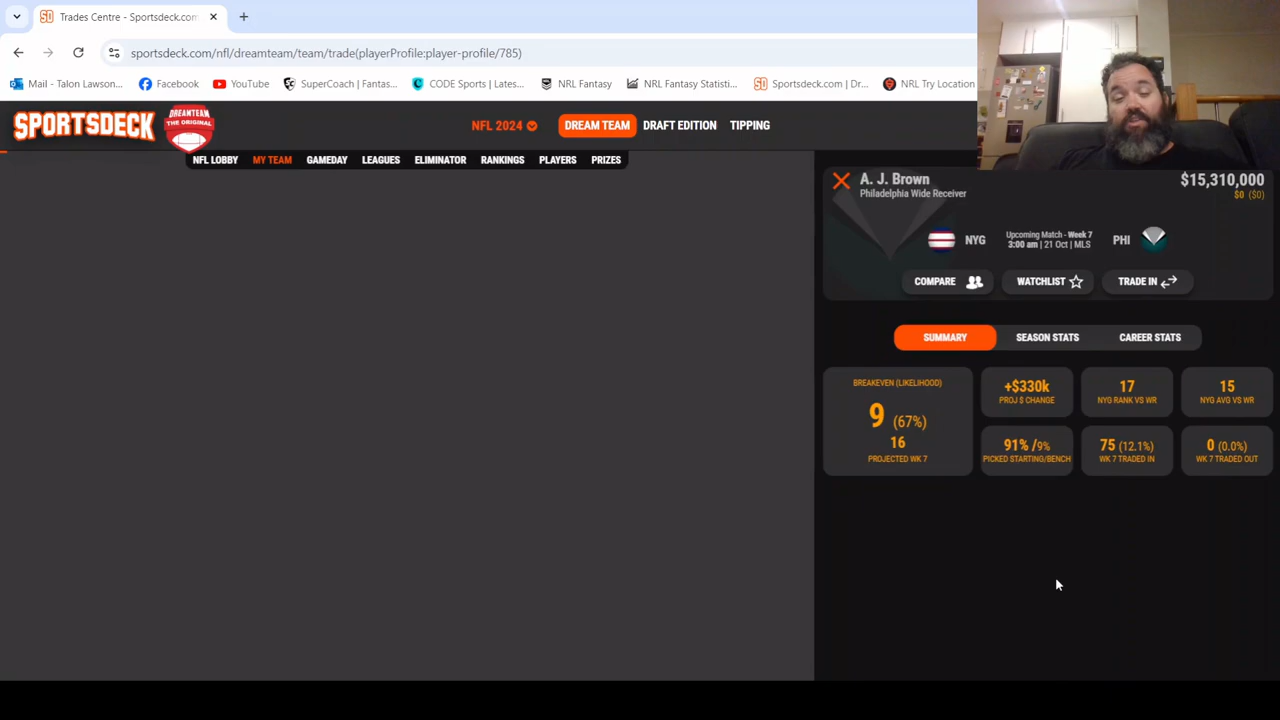 Trades Centre - Sportsdeck.com
sportsdeck.com/nfl/dreamteam/team/trade(playerProfile:player-profile/785)
Mail - Talon Lawson... Facebook YouTube SuperCoach | Fantas... CODE Sports | Lates... NRL Fantasy NRL Fantasy Statisti... Sportsdeck.com | Dr... NRL Try Location
SPORTSDECK DREAMTEAM THE ORIGINAL NFL 2024 DREAM TEAM DRAFT EDITION TIPPING
NFL LOBBY MY TEAM GAMEDAY LEAGUES ELIMINATOR RANKINGS PLAYERS PRIZES
A. J. Brown $15,310,000
Philadelphia Wide Receiver $0 ($0)
NYG Upcoming Match - Week 7 PHI
3:00 am | 21 Oct | MLS
COMPARE WATCHLIST TRADE IN
SUMMARY SEASON STATS CAREER STATS
BREAKEVEN (LIKELIHOOD)
9 (67%)
16
PROJECTED WK 7
+$330k
PROJ $ CHANGE
17
NYG RANK VS WR
15
NYG AVG VS WR
91% /9%
PICKED STARTING/BENCH
75 (12.1%)
WK 7 TRADED IN
0 (0.0%)
WK 7 TRADED OUT